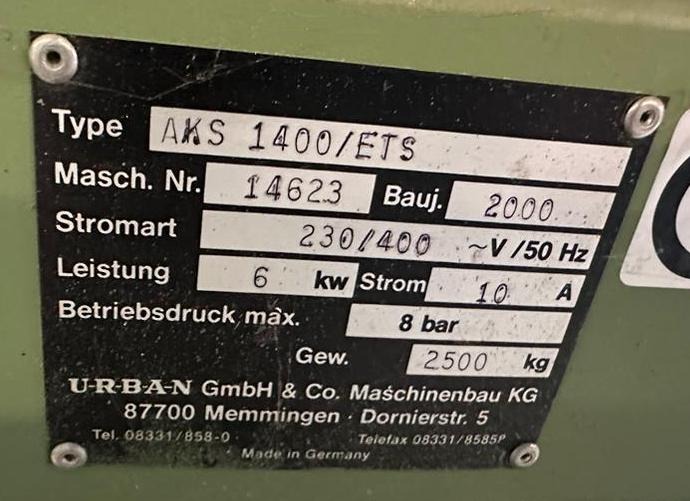 Type AKS 1400/ETS
Masch. Nr. 14623 Bauj. 2000
Stromart 230/400 ~V/50 Hz
Leistung 6 kw Strom 10 A
Betriebsdruck max. 8 bar
Gew. 2500 kg
U·R·B·A·N GmbH & Co. Maschinenbau KG
87700 Memmingen · Dornierstr. 5
Tel. 08331/858-0 Telefax 08331/8585
Made in Germany